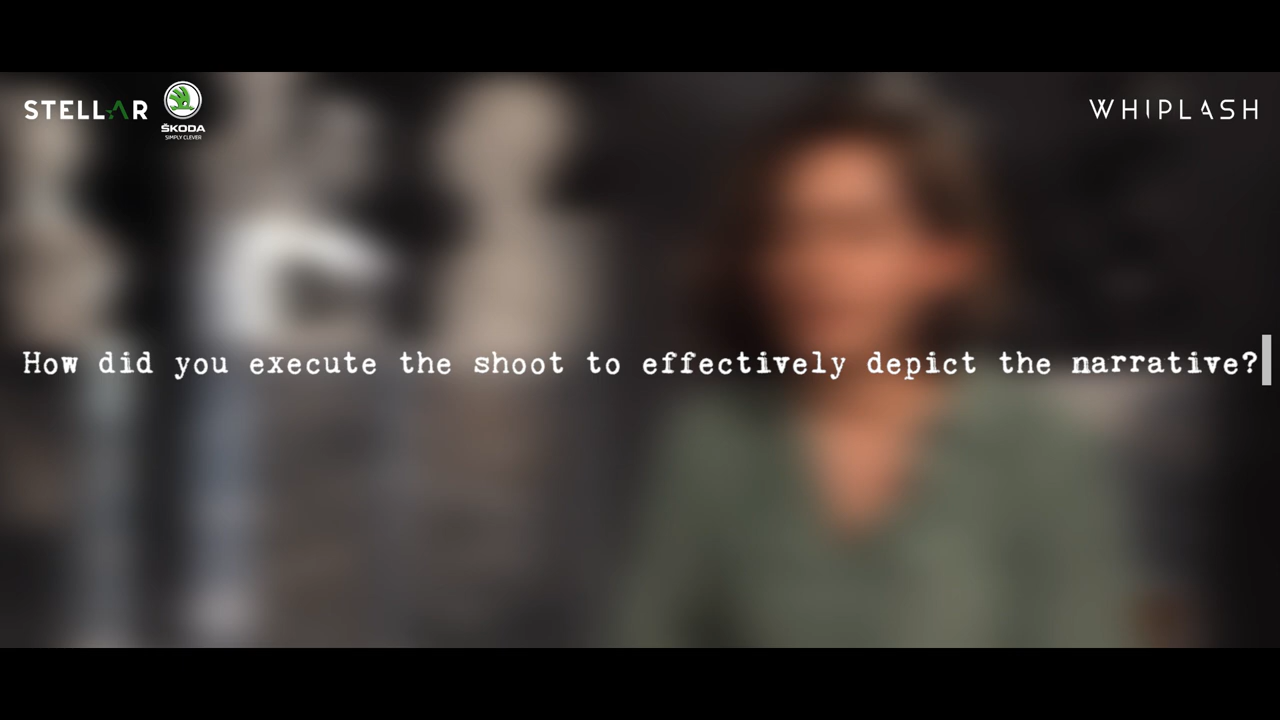 STELLAR
ŠKODA
SIMPLY CLEVER
WHIPLASH
How did you execute the shoot to effectively depict the narrative?